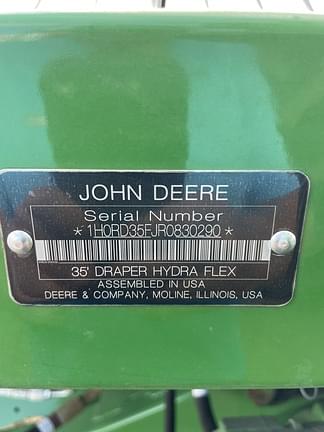 JOHN DEERE
Serial Number
*1H0RD35FJR0830290*
35' DRAPER HYDRA FLEX
ASSEMBLED IN USA
DEERE & COMPANY, MOLINE, ILLINOIS, USA